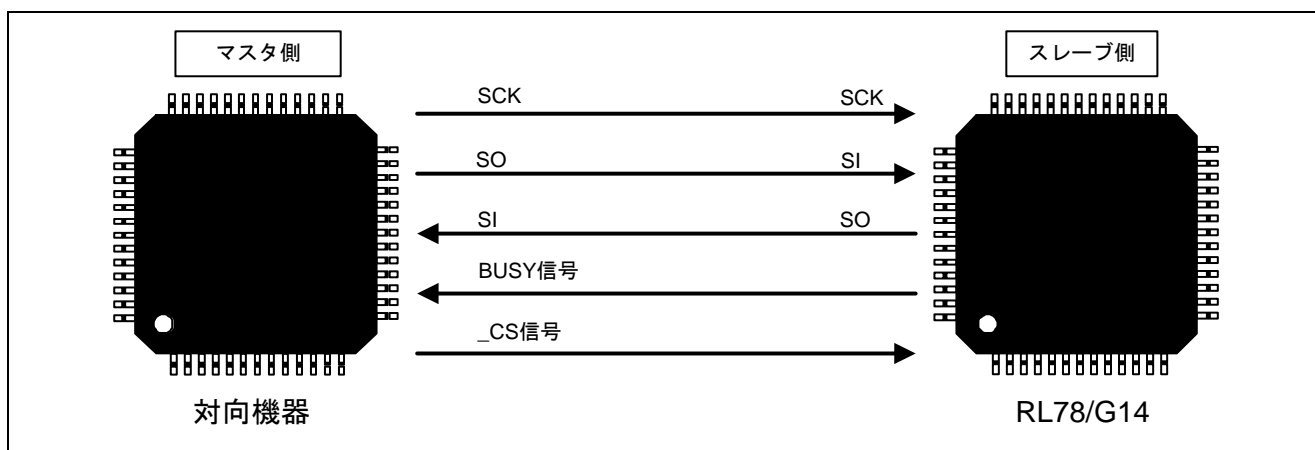 マスタ側
スレーブ側
SCK SCK
SO SI
SI SO
BUSY信号
_CS信号
対向機器
RL78/G14